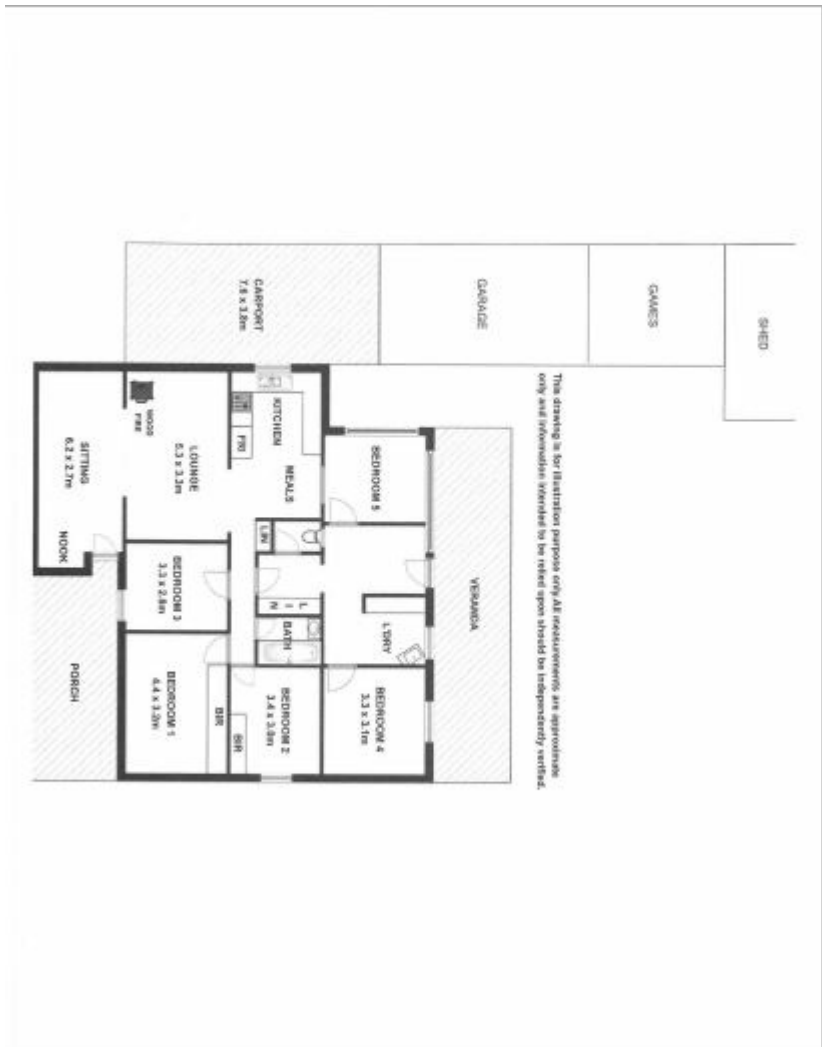 SHED
GAMES
GARAGE
CARPORT
7.6 x 3.8m
This drawing is for illustration purpose only.All measurements are approximate
only and information intended to be relied upon should be independently verified.
VERANDA
BEDROOM 5
L'DRY
BEDROOM 4
3.3 x 3.1m
KITCHEN
MEALS
FRI
LIN
L
I
N
BATH
BEDROOM 2
3.4 x 3.0m
BIR
WOOD
FIRE
LOUNGE
5.3 x 3.3m
BEDROOM 3
3.3 x 2.8m
BIR
BEDROOM 1
4.4 x 3.2m
SITTING
6.2 x 2.7m
NOOK
PORCH